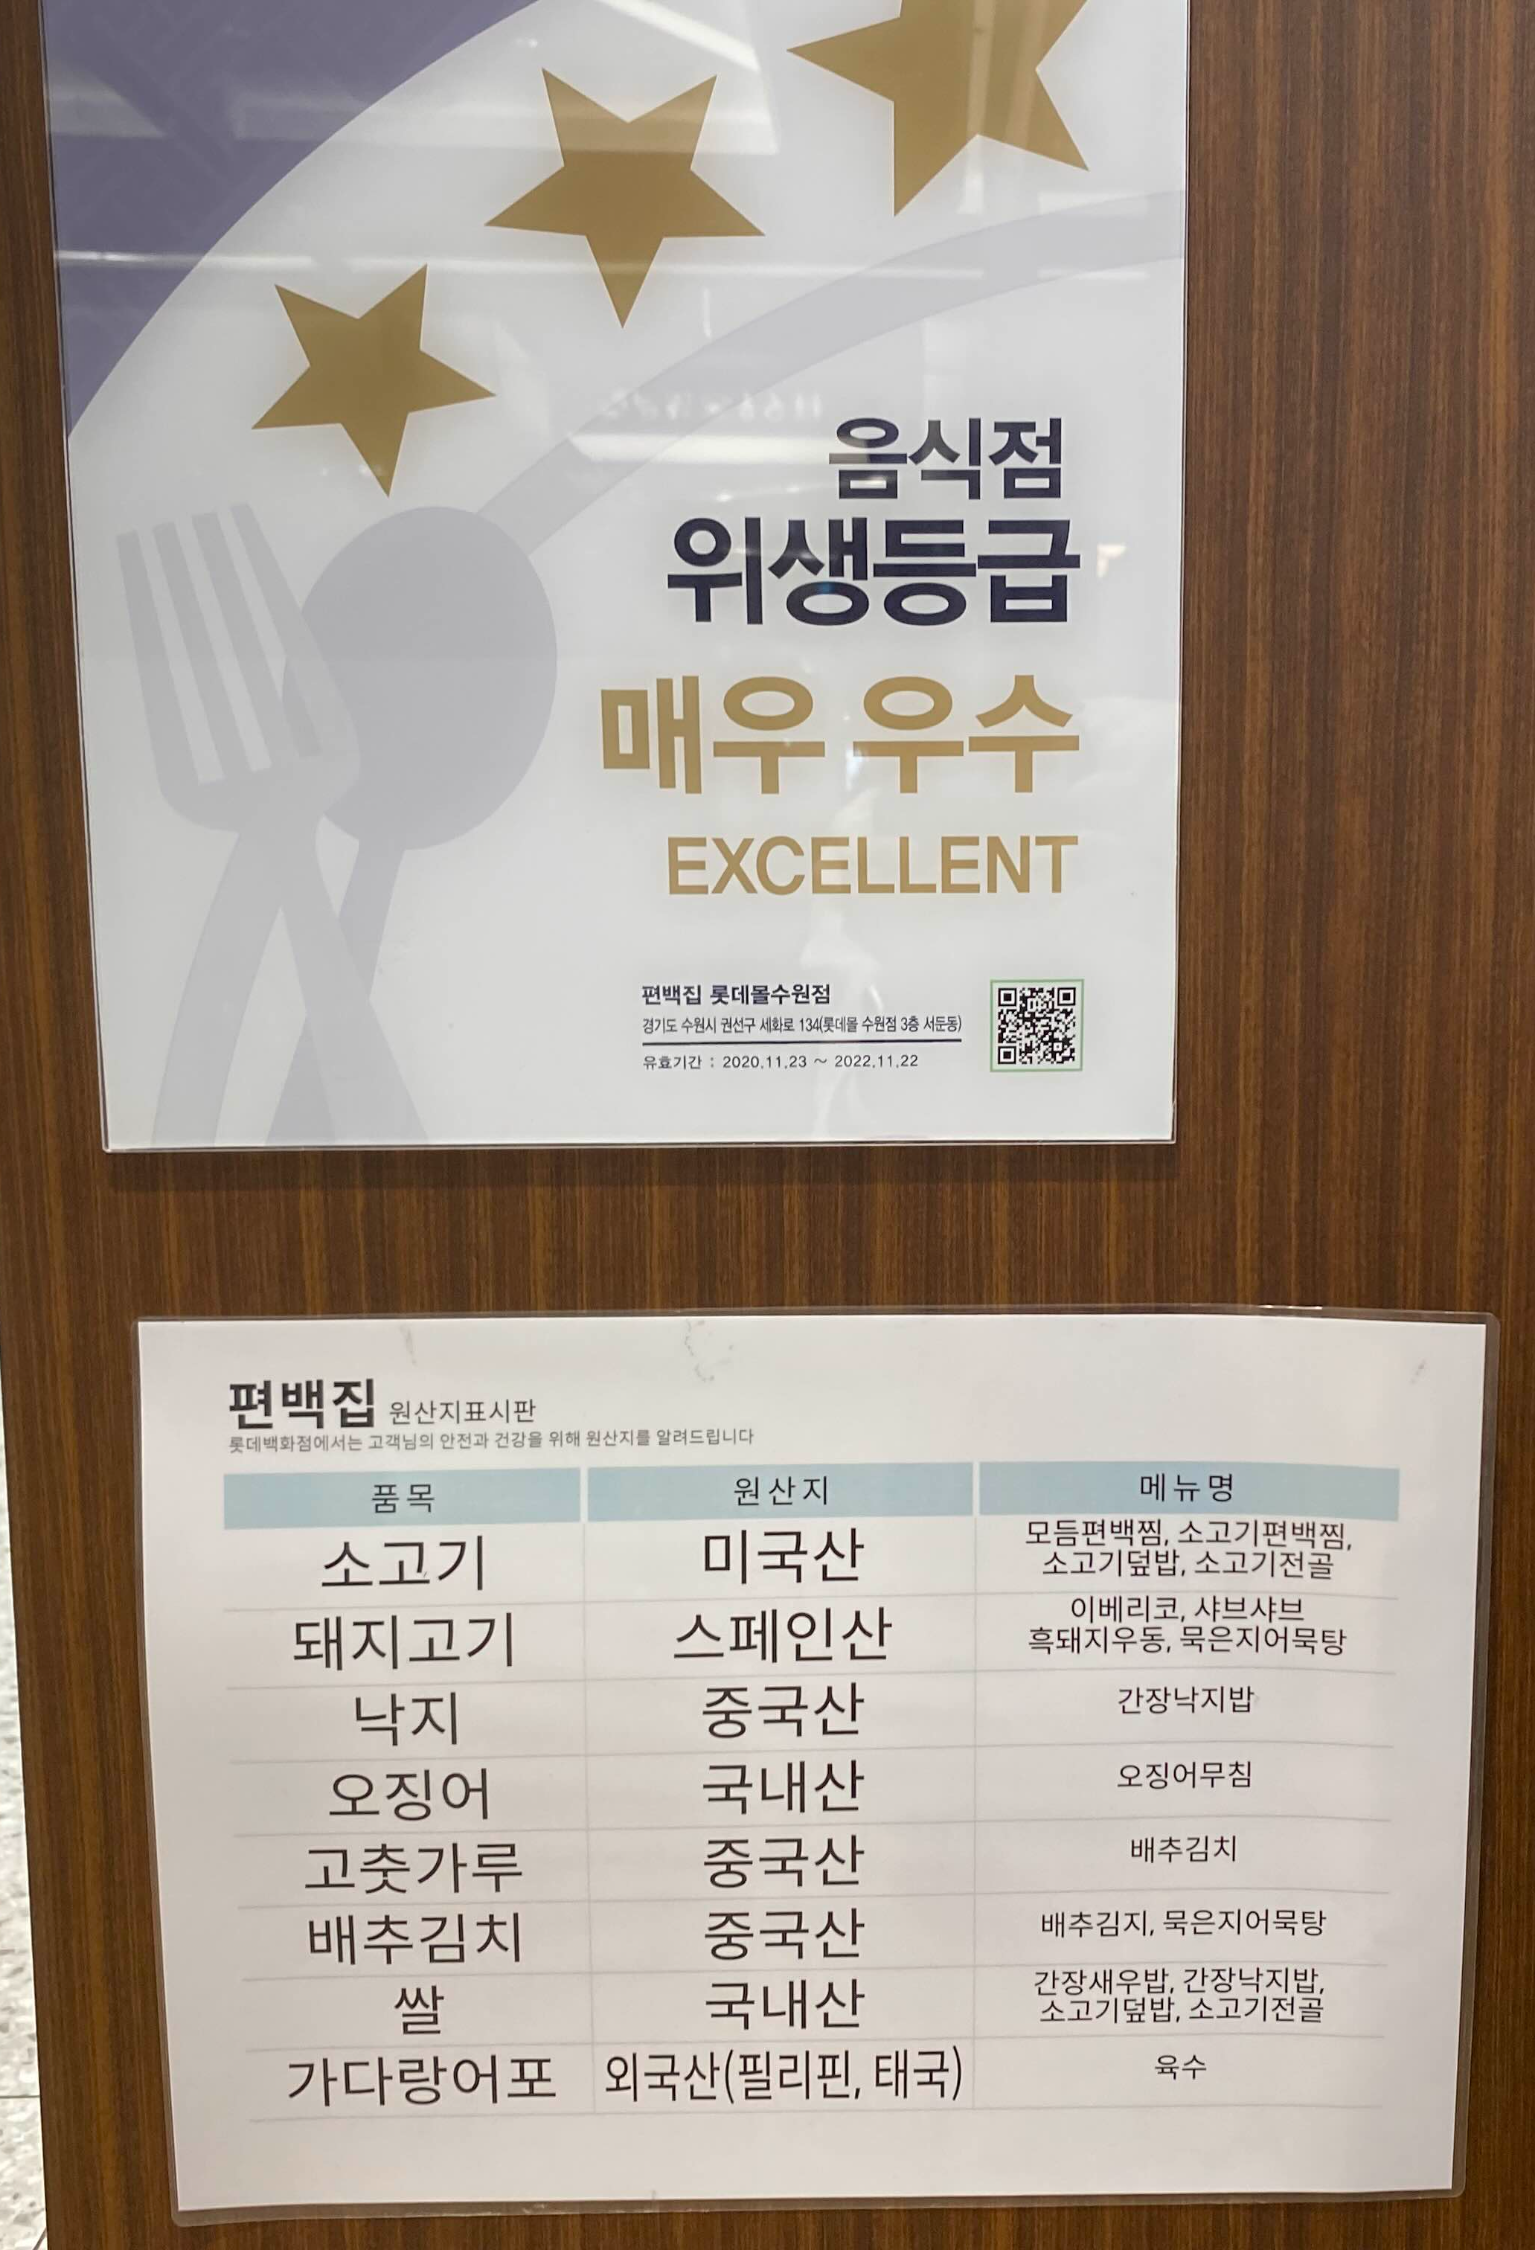 음식점
위생등급
매우 우수
EXCELLENT
편백집 롯데몰수원점
경기도 수원시 권선구 세화로 134(롯데몰 수원점 3층 서둔동)
유효기간 : 2020.11.23 ~ 2022.11.22
편백집 원산지표시판
롯데백화점에서는 고객님의 안전과 건강을 위해 원산지를 알려드립니다
품목 원산지 메뉴명
소고기 미국산 모듬편백찜, 소고기편백찜,
소고기덮밥, 소고기전골
돼지고기 스페인산 이베리코, 샤브샤브
흑돼지우동, 묵은지어묵탕
낙지 중국산 간장낙지밥
오징어 국내산 오징어무침
고춧가루 중국산 배추김치
배추김치 중국산 배추김지, 묵은지어묵탕
쌀 국내산 간장새우밥, 간장낙지밥,
소고기덮밥, 소고기전골
가다랑어포 외국산(필리핀, 태국) 육수